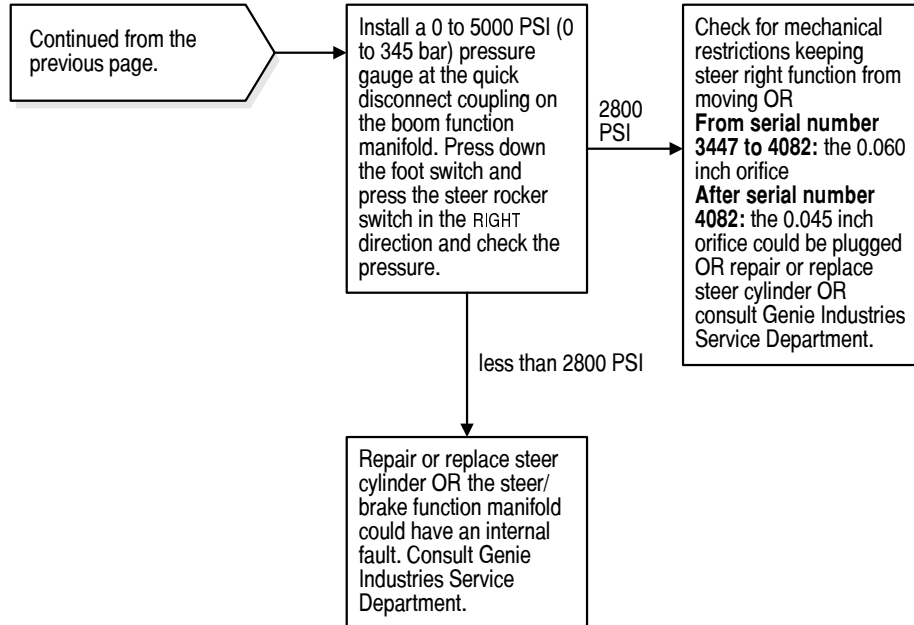 Continued from the
previous page.
Install a 0 to 5000 PSI (0
to 345 bar) pressure
gauge at the quick
disconnect coupling on
the boom function
manifold. Press down
the foot switch and
press the steer rocker
switch in the RIGHT
direction and check the
pressure.
2800
PSI
Check for mechanical
restrictions keeping
steer right function from
moving OR
From serial number
3447 to 4082: the 0.060
inch orifice
After serial number
4082: the 0.045 inch
orifice could be plugged
OR repair or replace
steer cylinder OR
consult Genie Industries
Service Department.
less than 2800 PSI
Repair or replace steer
cylinder OR the steer/
brake function manifold
could have an internal
fault. Consult Genie
Industries Service
Department.